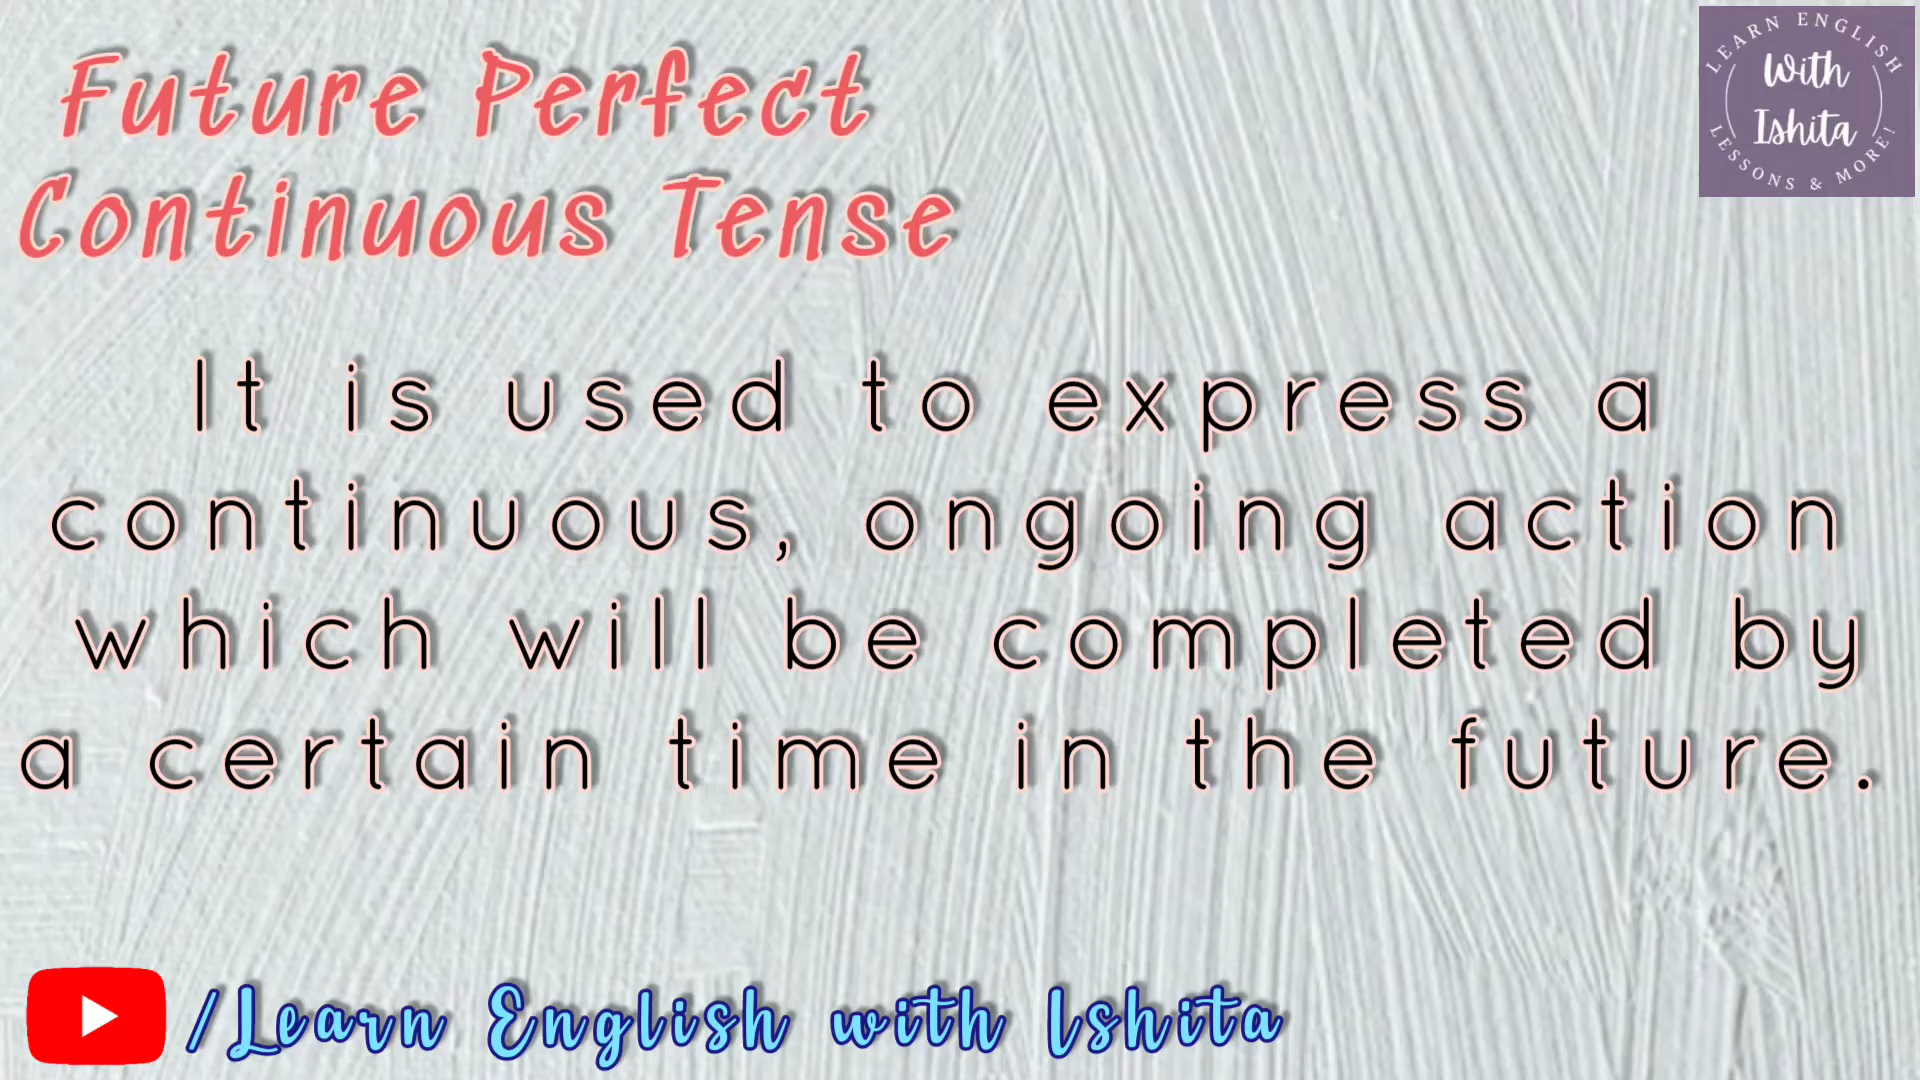 Future Perfect
Continuous Tense
LEARN ENGLISH
With
Ishita
LESSONS & MORE!
It is used to express a
continuous, ongoing action
which will be completed by
a certain time in the future.
/Learn English with Ishita